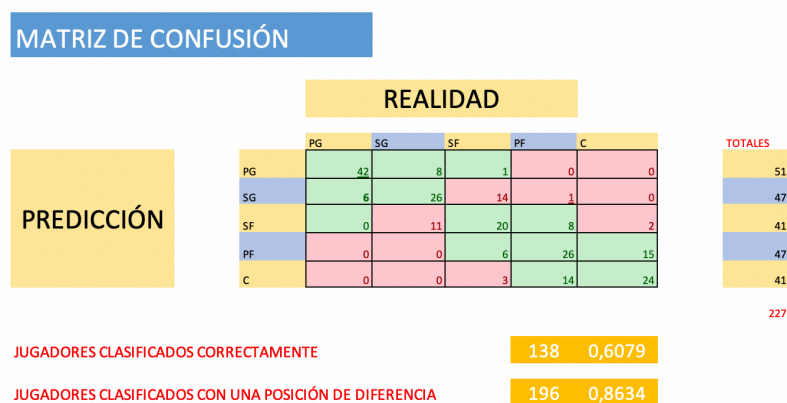 MATRIZ DE CONFUSIÓN
REALIDAD
PG SG SF PF C TOTALES
PG 42 8 1 0 0 51
SG 6 26 14 1 0 47
PREDICCIÓN
SF 0 11 20 8 2 41
PF 0 0 6 26 15 47
C 0 0 3 14 24 41
227
JUGADORES CLASIFICADOS CORRECTAMENTE 138 0,6079
JUGADORES CLASIFICADOS CON UNA POSICIÓN DE DIFERENCIA 196 0,8634